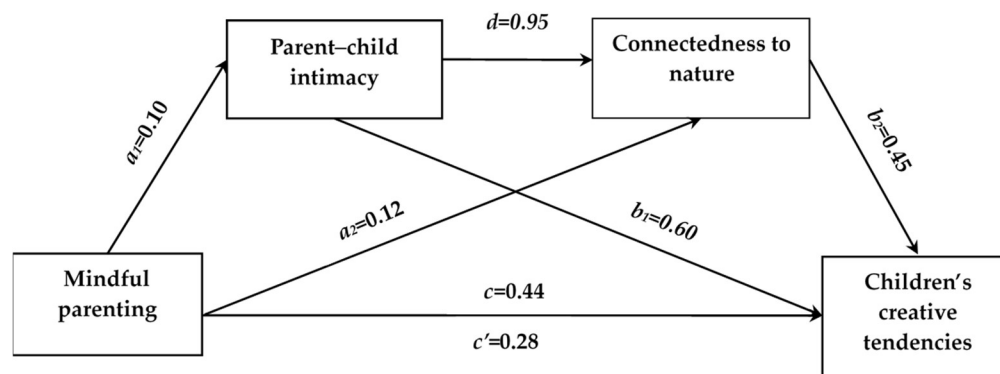 Parent–child
intimacy
d=0.95
Connectedness to
nature
a1=0.10
b2=0.45
a2=0.12
b1=0.60
Mindful
parenting
c=0.44
c′=0.28
Children’s
creative
tendencies